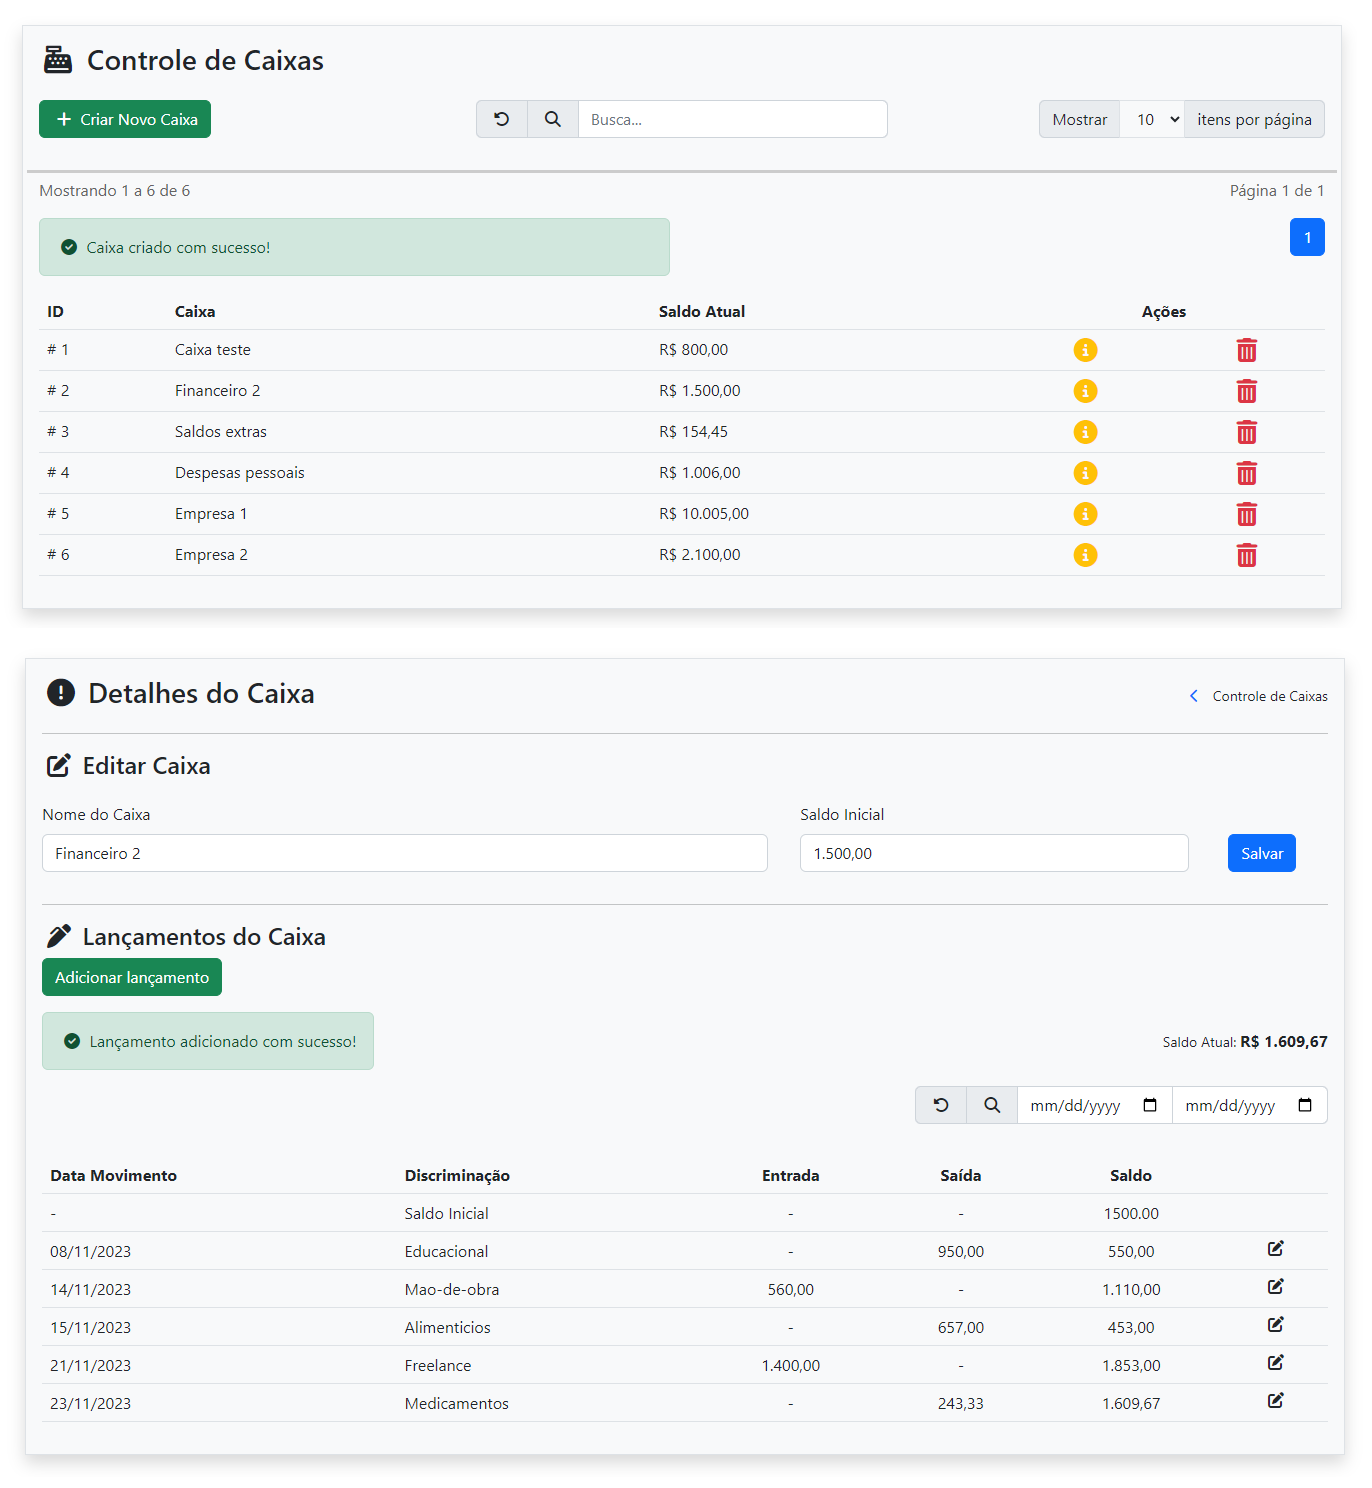 Controle de Caixas
Criar Novo Caixa Busca... Mostrar 10 itens por página
Mostrando 1 a 6 de 6 Página 1 de 1
Caixa criado com sucesso! 1
ID Caixa Saldo Atual Ações
# 1 Caixa teste R$ 800,00
# 2 Financeiro 2 R$ 1.500,00
# 3 Saldos extras R$ 154,45
# 4 Despesas pessoais R$ 1.006,00
# 5 Empresa 1 R$ 10.005,00
# 6 Empresa 2 R$ 2.100,00
Detalhes do Caixa Controle de Caixas
Editar Caixa
Nome do Caixa Saldo Inicial
Financeiro 2 1.500,00 Salvar
Lançamentos do Caixa
Adicionar lançamento
Lançamento adicionado com sucesso! Saldo Atual: R$ 1.609,67
mm/dd/yyyy mm/dd/yyyy
Data Movimento Discriminação Entrada Saída Saldo
- Saldo Inicial - - 1500.00
08/11/2023 Educacional - 950,00 550,00
14/11/2023 Mao-de-obra 560,00 - 1.110,00
15/11/2023 Alimenticios - 657,00 453,00
21/11/2023 Freelance 1.400,00 - 1.853,00
23/11/2023 Medicamentos - 243,33 1.609,67